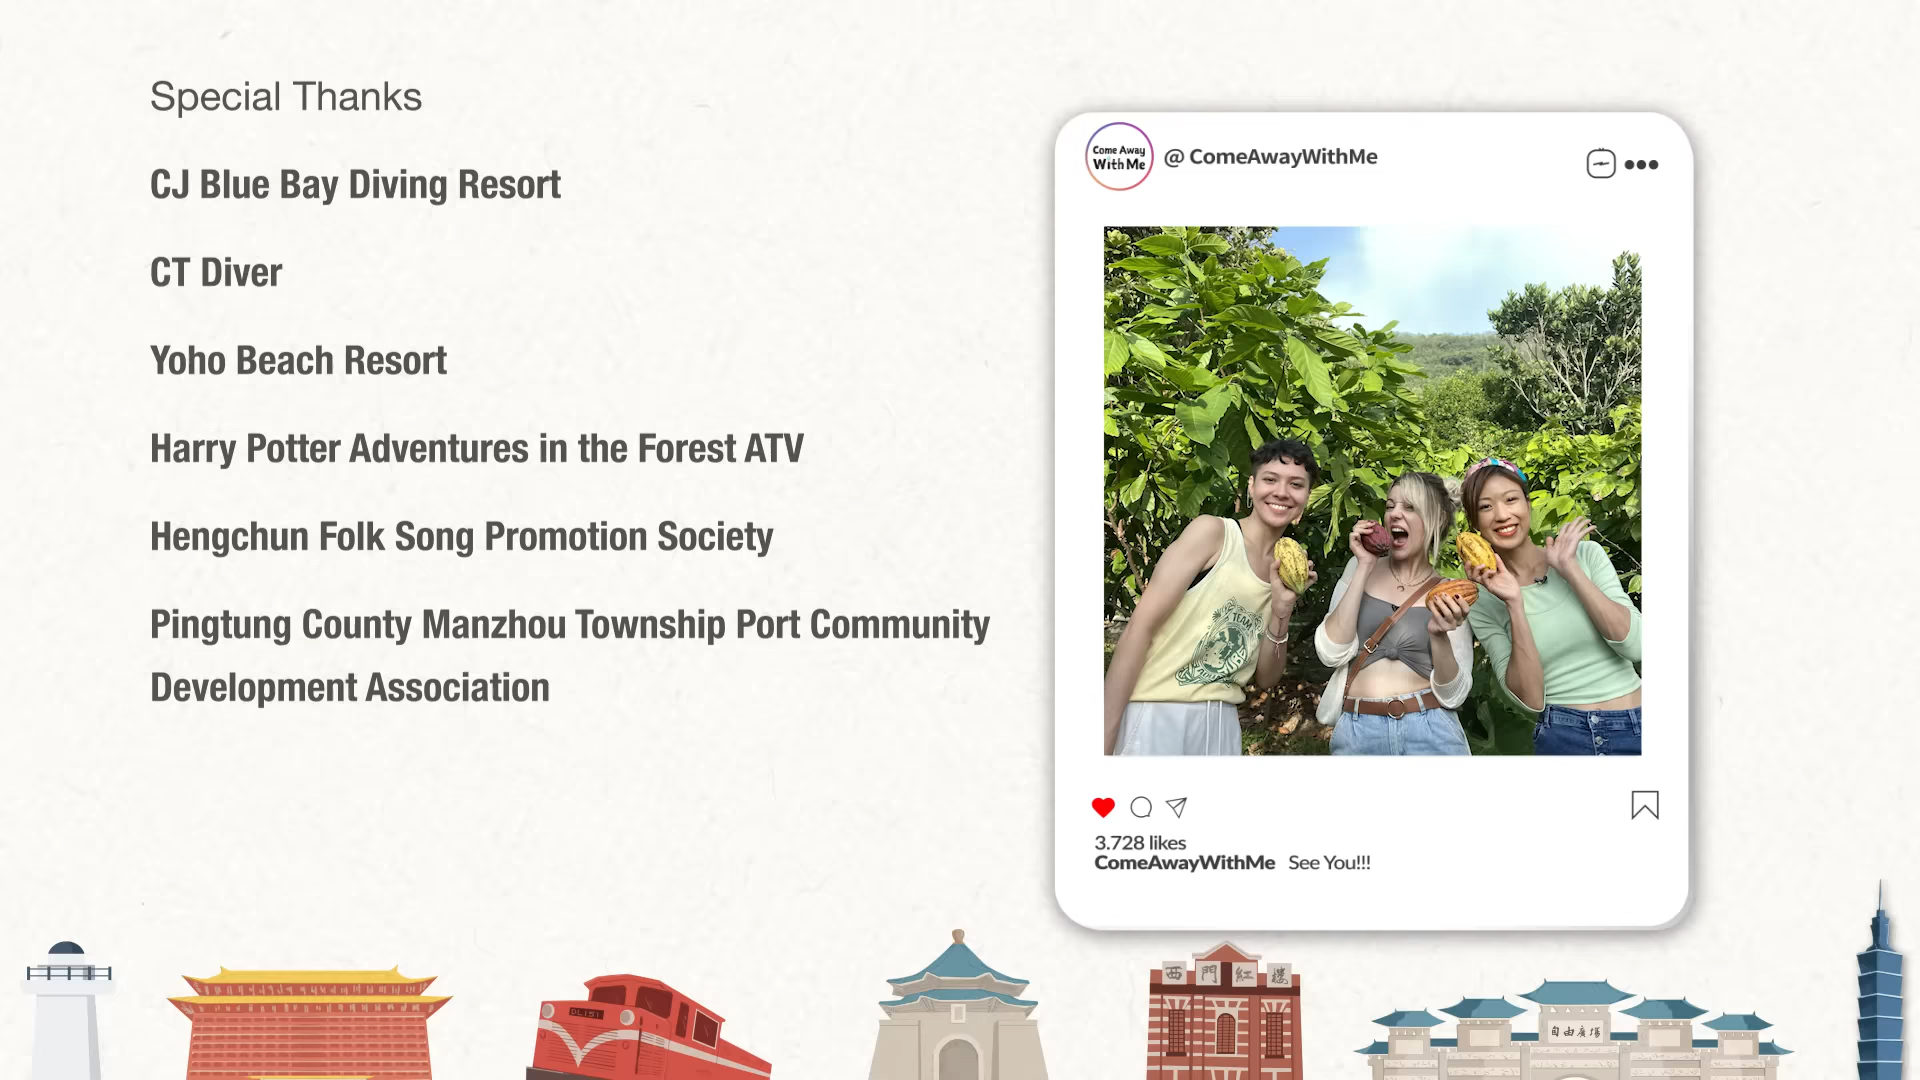 Special Thanks
CJ Blue Bay Diving Resort
CT Diver
Yoho Beach Resort
Harry Potter Adventures in the Forest ATV
Hengchun Folk Song Promotion Society
Pingtung County Manzhou Township Port Community
Development Association
Come Away
With Me
@ ComeAwayWithMe
TEAM
3.728 likes
ComeAwayWithMe See You!!!
DL151
西門紅樓
自由廣場